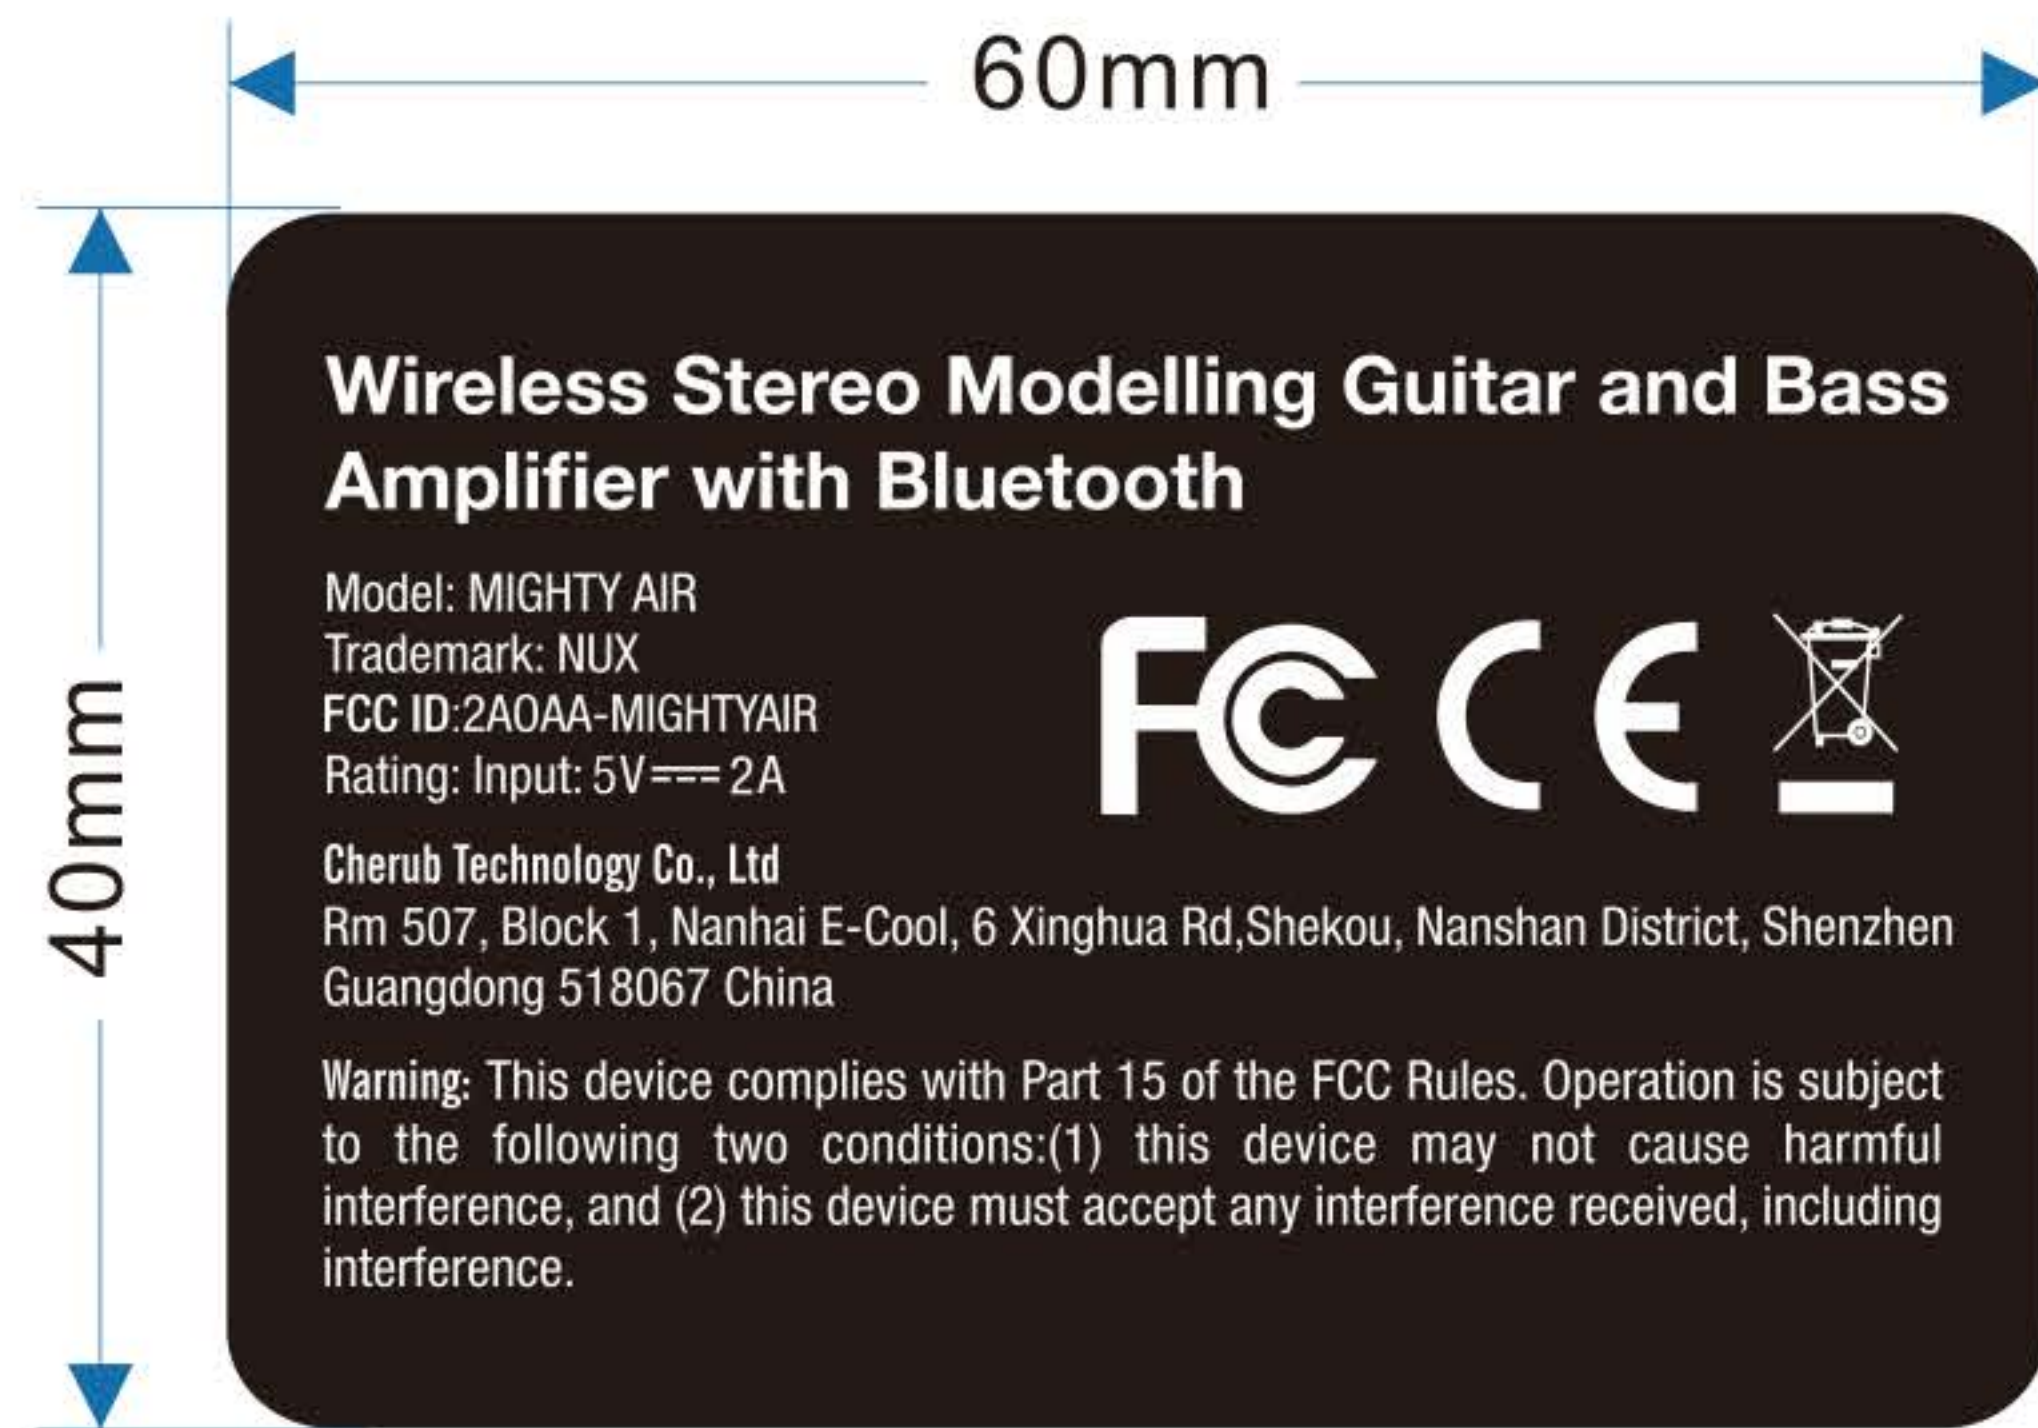 60mm
40mm
Wireless Stereo Modelling Guitar and Bass
Amplifier with Bluetooth
Model: MIGHTY AIR
Trademark: NUX
FCC ID:2AOAA-MIGHTYAIR
Rating: Input: 5V⎓2A
FC CE
Cherub Technology Co., Ltd
Rm 507, Block 1, Nanhai E-Cool, 6 Xinghua Rd,Shekou, Nanshan District, Shenzhen
Guangdong 518067 China
Warning: This device complies with Part 15 of the FCC Rules. Operation is subject
to the following two conditions:(1) this device may not cause harmful
interference, and (2) this device must accept any interference received, including
interference.